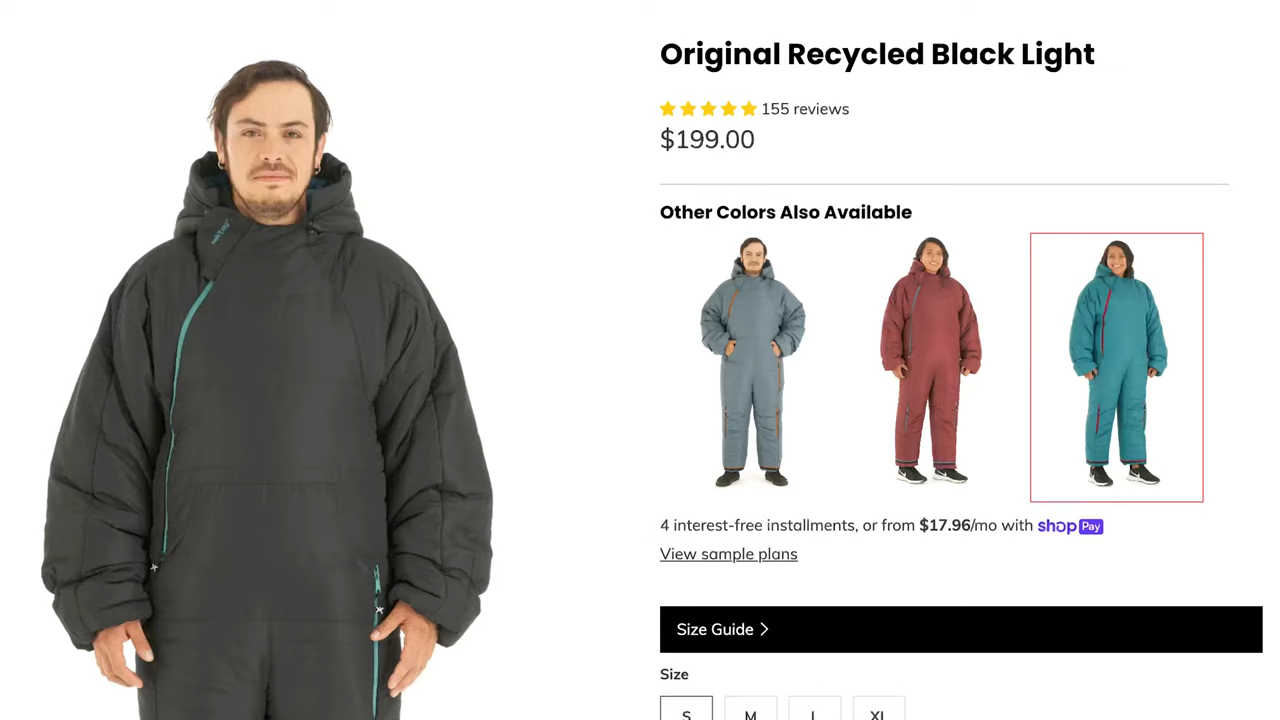 Original Recycled Black Light
155 reviews
$199.00
Other Colors Also Available
4 interest-free installments, or from $17.96/mo with shop Pay
View sample plans
Size Guide
Size
S M L XL